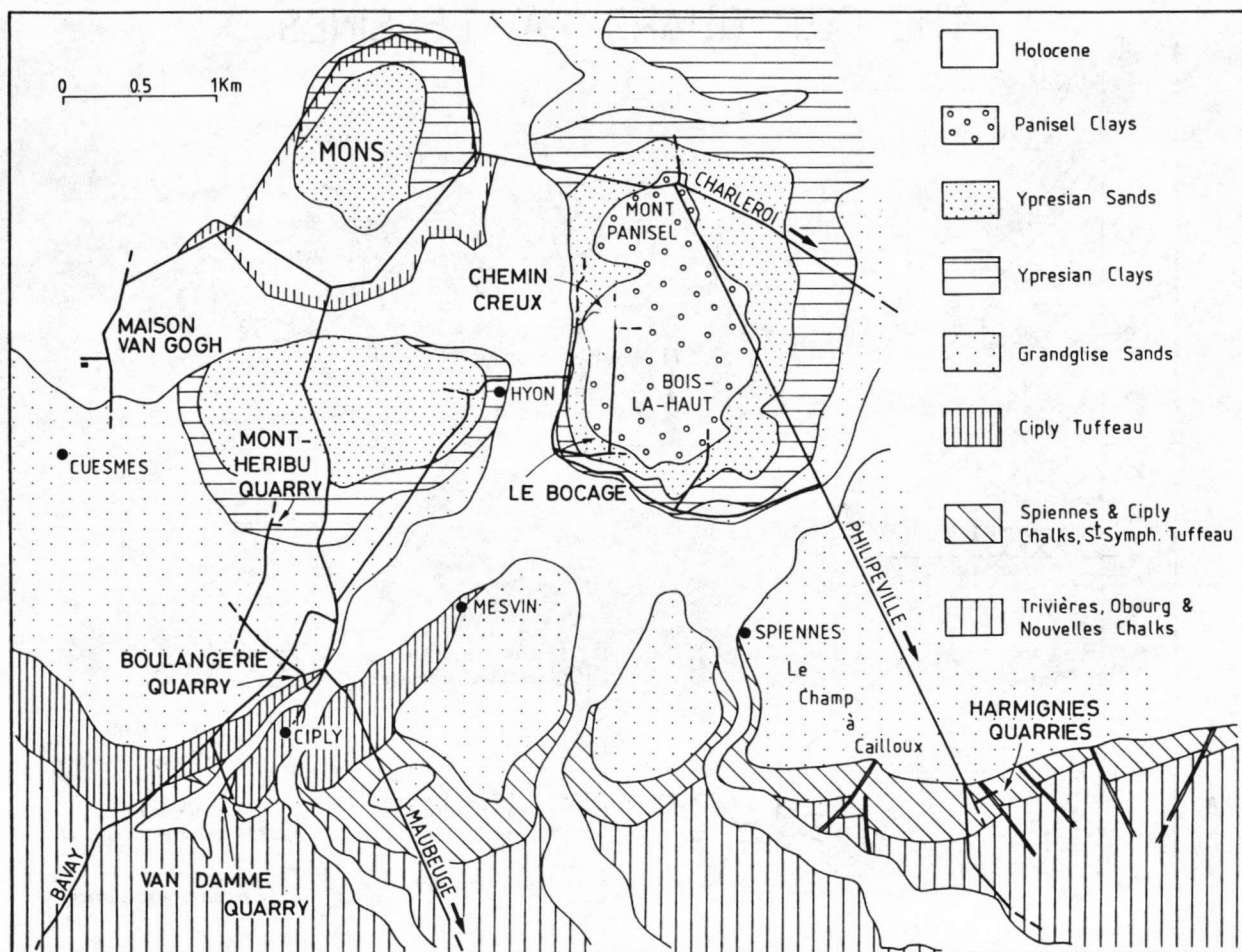 0 0.5 1Km
MONS
CHARLEROI
MONT
PANISEL
CHEMIN
CREUX
MAISON
VAN GOGH
HYON
BOIS-
LA-HAUT
MONT-
HERIBU
QUARRY
CUESMES
LE BOCAGE
PHILIPEVILLE
MESVIN
SPIENNES
BOULANGERIE
QUARRY
Le
Champ
à
Cailloux
HARMIGNIES
QUARRIES
CIPLY
BAVAY
MAUBEUGE
VAN DAMME
QUARRY
Holocene
Panisel Clays
Ypresian Sands
Ypresian Clays
Grandglise Sands
Ciply Tuffeau
Spiennes & Ciply
Chalks, St Symph. Tuffeau
Trivières, Obourg &
Nouvelles Chalks